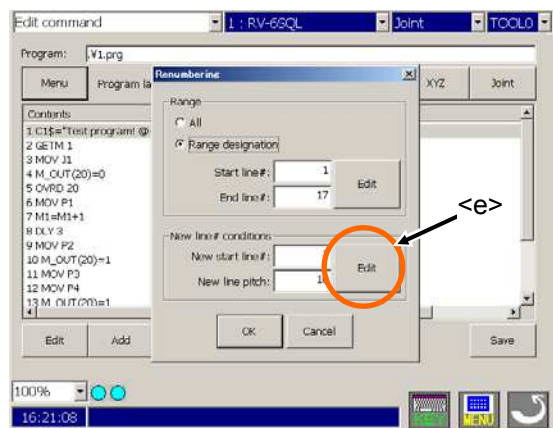 Edit command 1 : RV-6SQL Joint TOOL0
Program: .¥1.prg
Menu Program la XYZ Joint
Renumbering
Range
All
Range designation
Start line#: 1
End line#: 17
Edit
New line# conditions
New start line#:
New line pitch: 1
Edit
OK Cancel
<e>
Contents
1 C1$="Test program! @
2 GETM 1
3 MOV J1
4 M_OUT(20)=0
5 OVRD 20
6 MOV P1
7 M1=M1+1
8 DLY 3
9 MOV P2
10 M_OUT(20)=1
11 MOV P3
12 MOV P4
13 M_OUT(20)=1
Edit Add Save
100%
16:21:08
KEY MENU